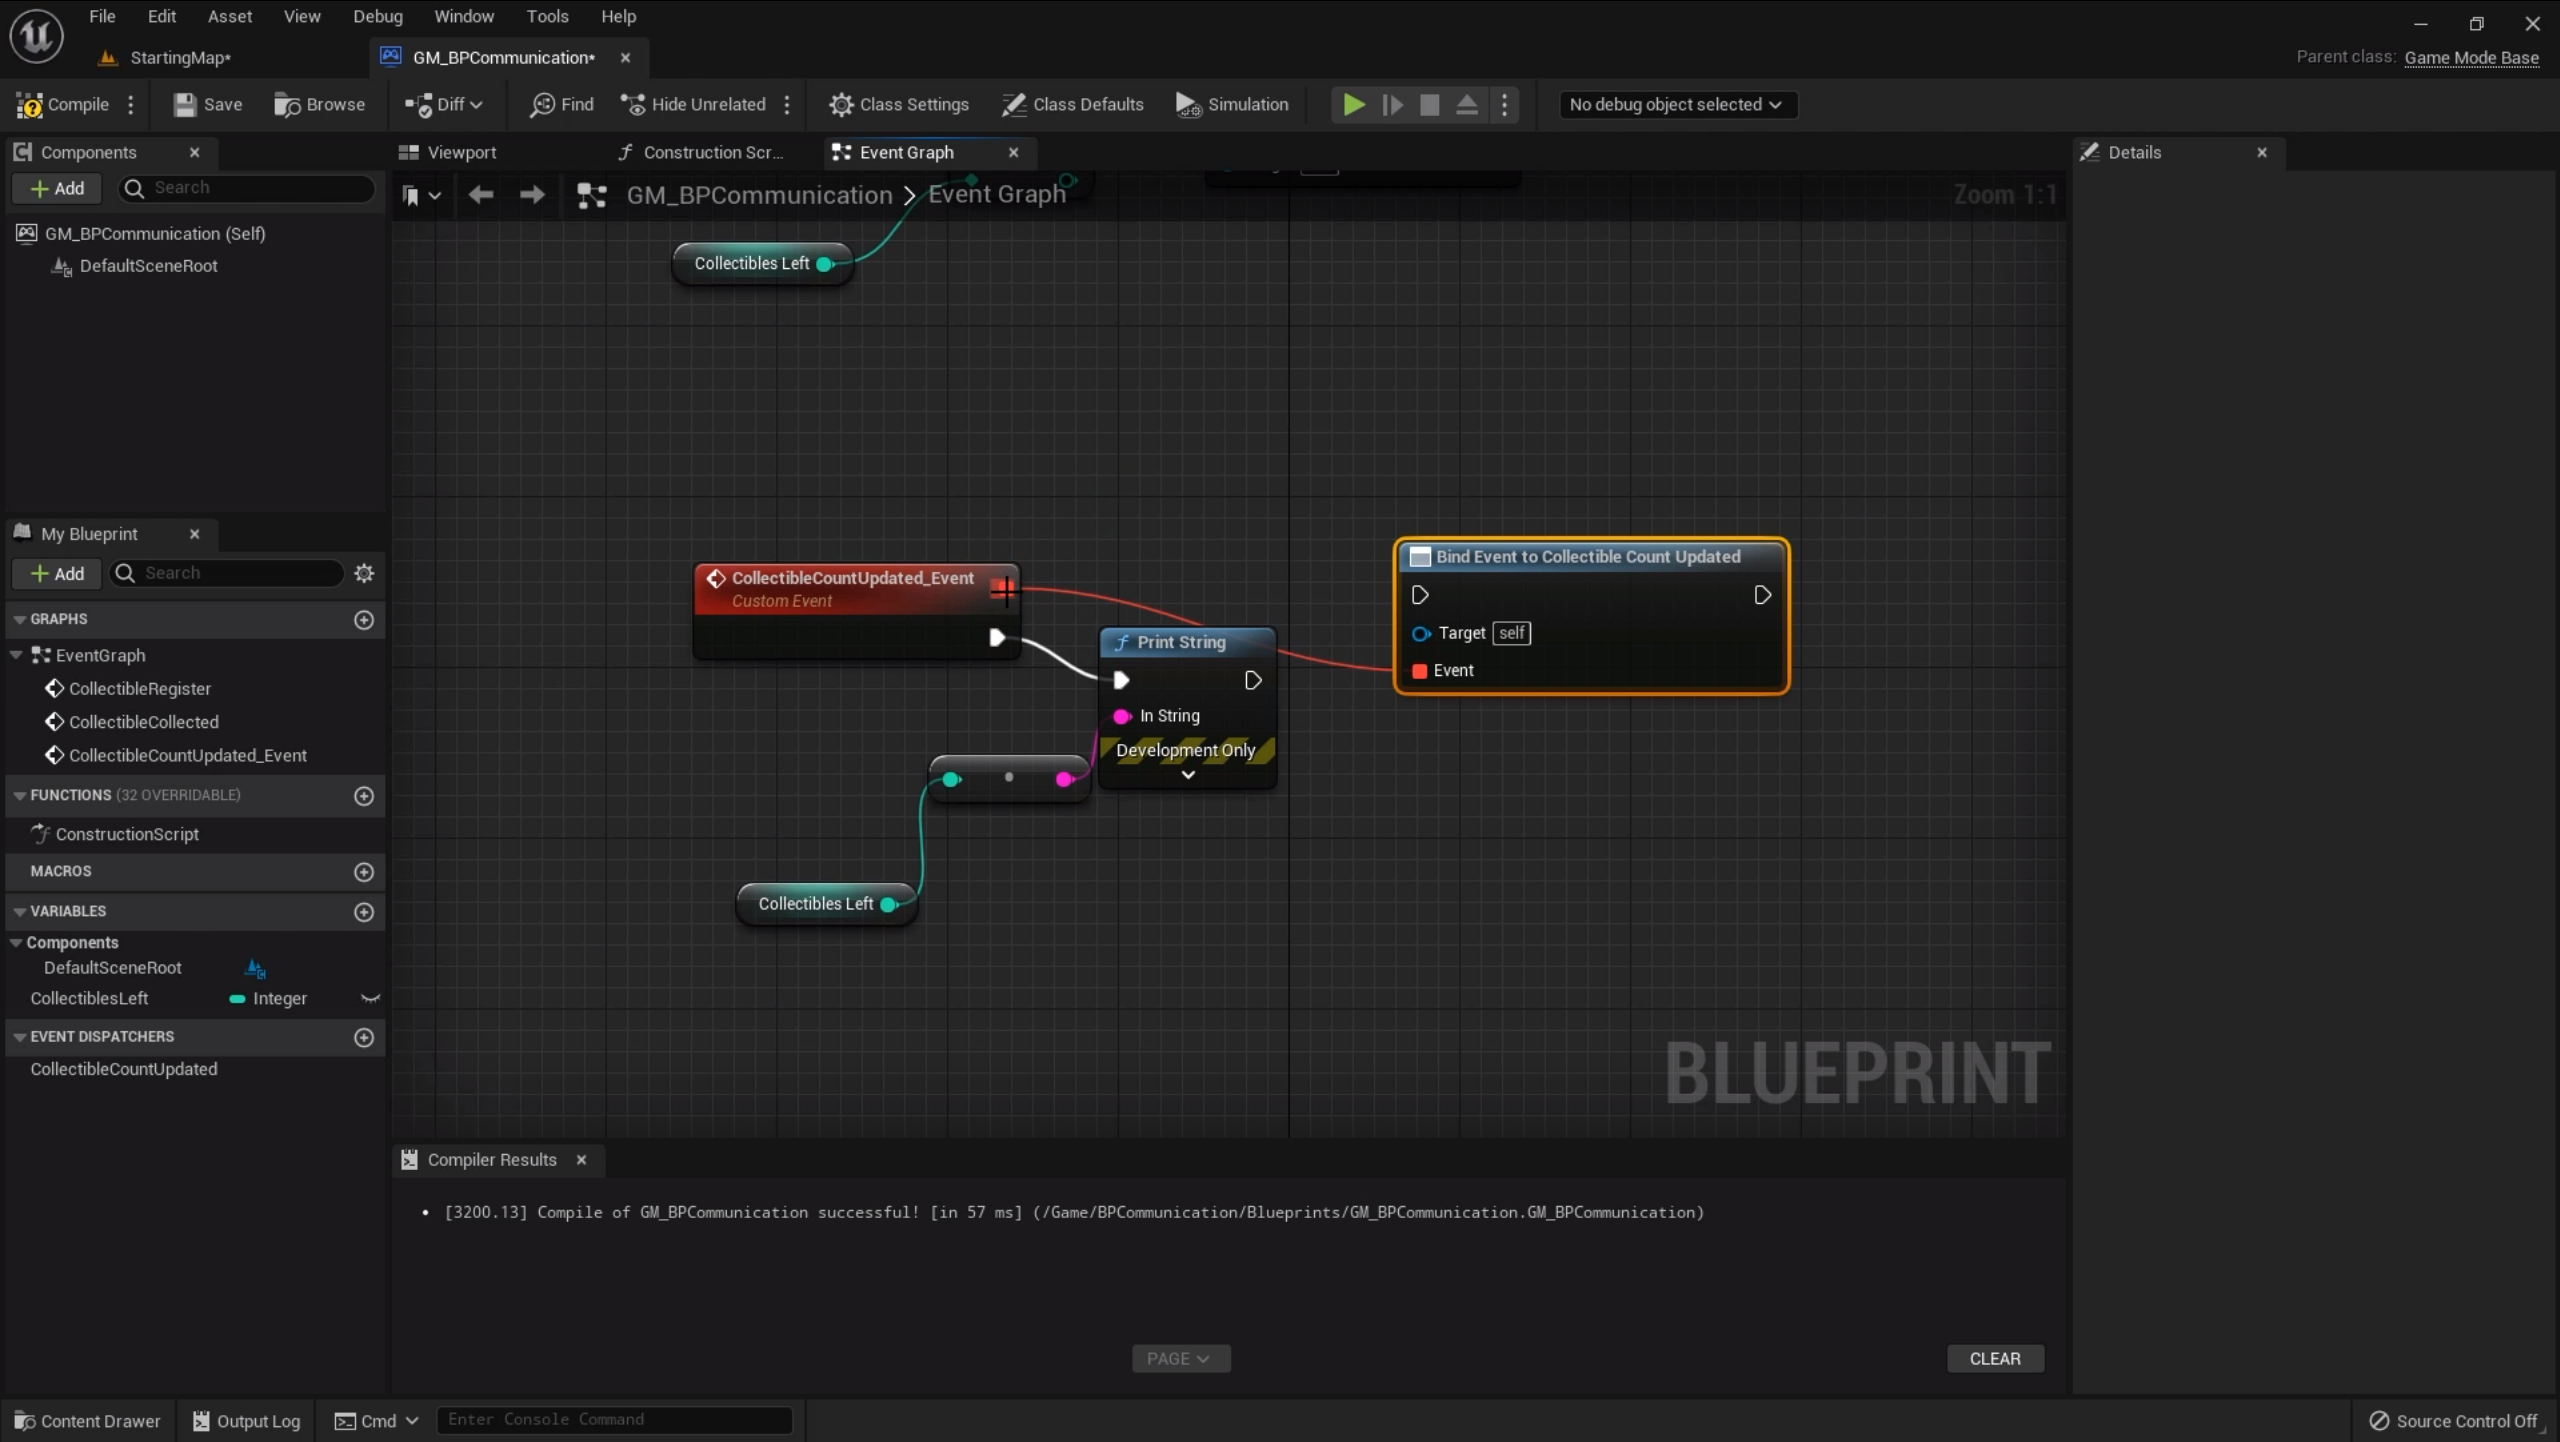 File Edit Asset View Debug Window Tools Help
StartingMap*
GM_BPCommunication*
Parent class: Game Mode Base
Compile
Save
Browse
Diff
Find
Hide Unrelated
Class Settings
Class Defaults
Simulation
No debug object selected
Components
Viewport
Construction Scr...
Event Graph
Details
Add
Search
GM_BPCommunication > Event Graph
Zoom 1:1
GM_BPCommunication (Self)
DefaultSceneRoot
Collectibles Left
My Blueprint
Add
Search
GRAPHS
EventGraph
CollectibleRegister
CollectibleCollected
CollectibleCountUpdated_Event
FUNCTIONS (32 OVERRIDABLE)
ConstructionScript
MACROS
VARIABLES
Components
DefaultSceneRoot
CollectiblesLeft Integer
EVENT DISPATCHERS
CollectibleCountUpdated
CollectibleCountUpdated_Event
Custom Event
Print String
In String
Development Only
Collectibles Left
Bind Event to Collectible Count Updated
Target self
Event
BLUEPRINT
Compiler Results
• [3200.13] Compile of GM_BPCommunication successful! [in 57 ms] (/Game/BPCommunication/Blueprints/GM_BPCommunication.GM_BPCommunication)
PAGE
CLEAR
Content Drawer
Output Log
Cmd
Enter Console Command
Source Control Off